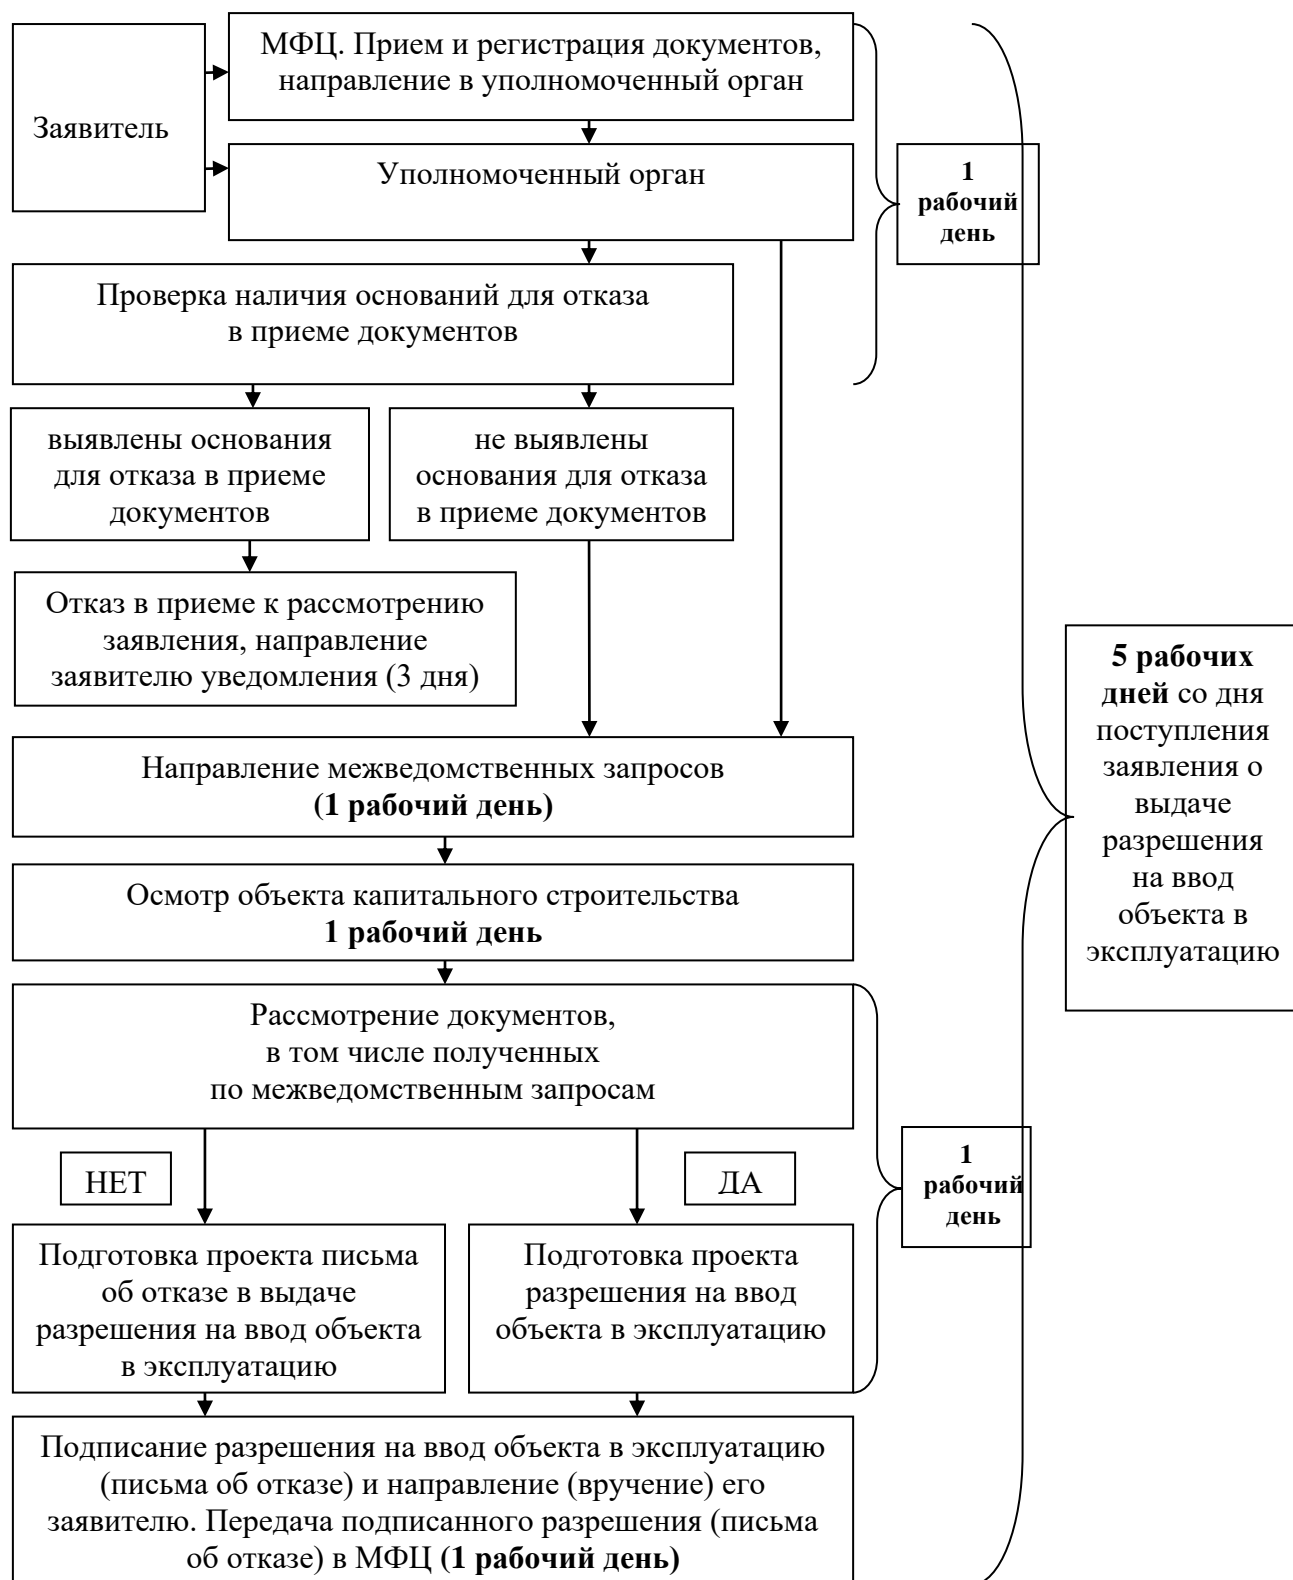 Заявитель
МФЦ. Прием и регистрация документов,
направление в уполномоченный орган
Уполномоченный орган
1
рабочий
день
Проверка наличия оснований для отказа
в приеме документов
выявлены основания
для отказа в приеме
документов
не выявлены
основания для отказа
в приеме документов
Отказ в приеме к рассмотрению
заявления, направление
заявителю уведомления (3 дня)
5 рабочих
дней со дня
поступления
заявления о
выдаче
разрешения
на ввод
объекта в
эксплуатацию
Направление межведомственных запросов
(1 рабочий день)
Осмотр объекта капитального строительства
1 рабочий день
Рассмотрение документов,
в том числе полученных
по межведомственным запросам
НЕТ
ДА
1
рабочий
день
Подготовка проекта письма
об отказе в выдаче
разрешения на ввод объекта
в эксплуатацию
Подготовка проекта
разрешения на ввод
объекта в эксплуатацию
Подписание разрешения на ввод объекта в эксплуатацию
(письма об отказе) и направление (вручение) его
заявителю. Передача подписанного разрешения (письма
об отказе) в МФЦ (1 рабочий день)